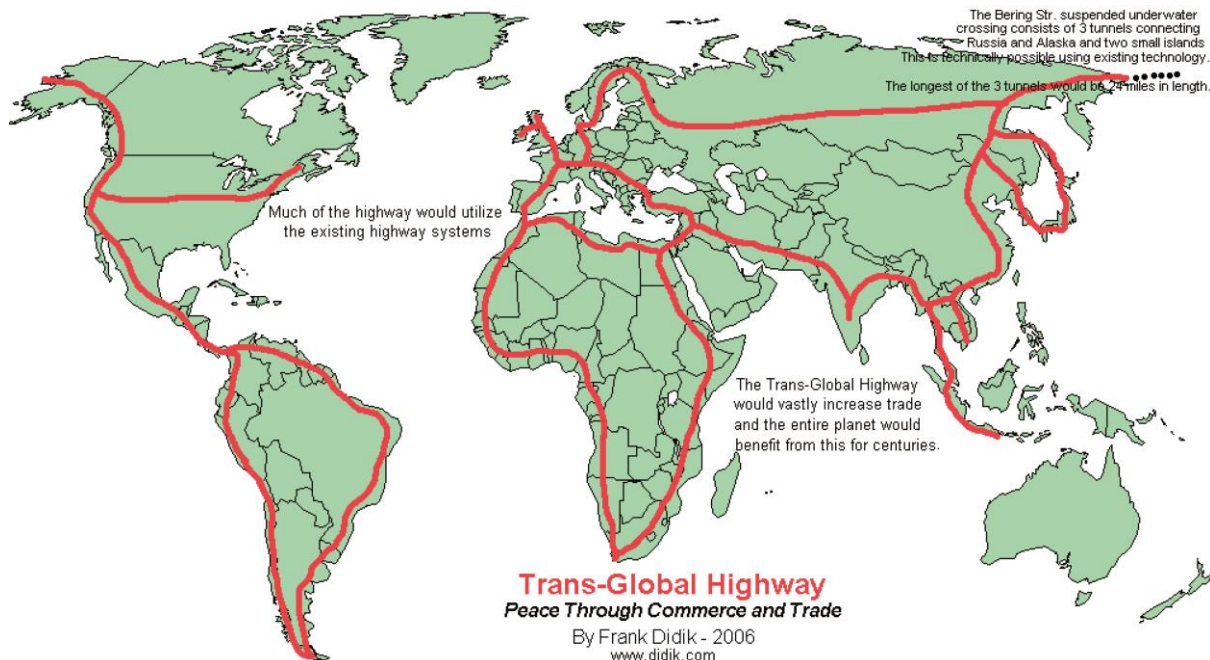 The Bering Str. suspended underwater
crossing consists of 3 tunnels connecting
Russia and Alaska and two small islands
This is technically possible using existing technology.
The longest of the 3 tunnels would be 24 miles in length.
Much of the highway would utilize
the existing highway systems
The Trans-Global Highway
would vastly increase trade
and the entire planet would
benefit from this for centuries.
Trans-Global Highway
Peace Through Commerce and Trade
By Frank Didik - 2006
www.didik.com